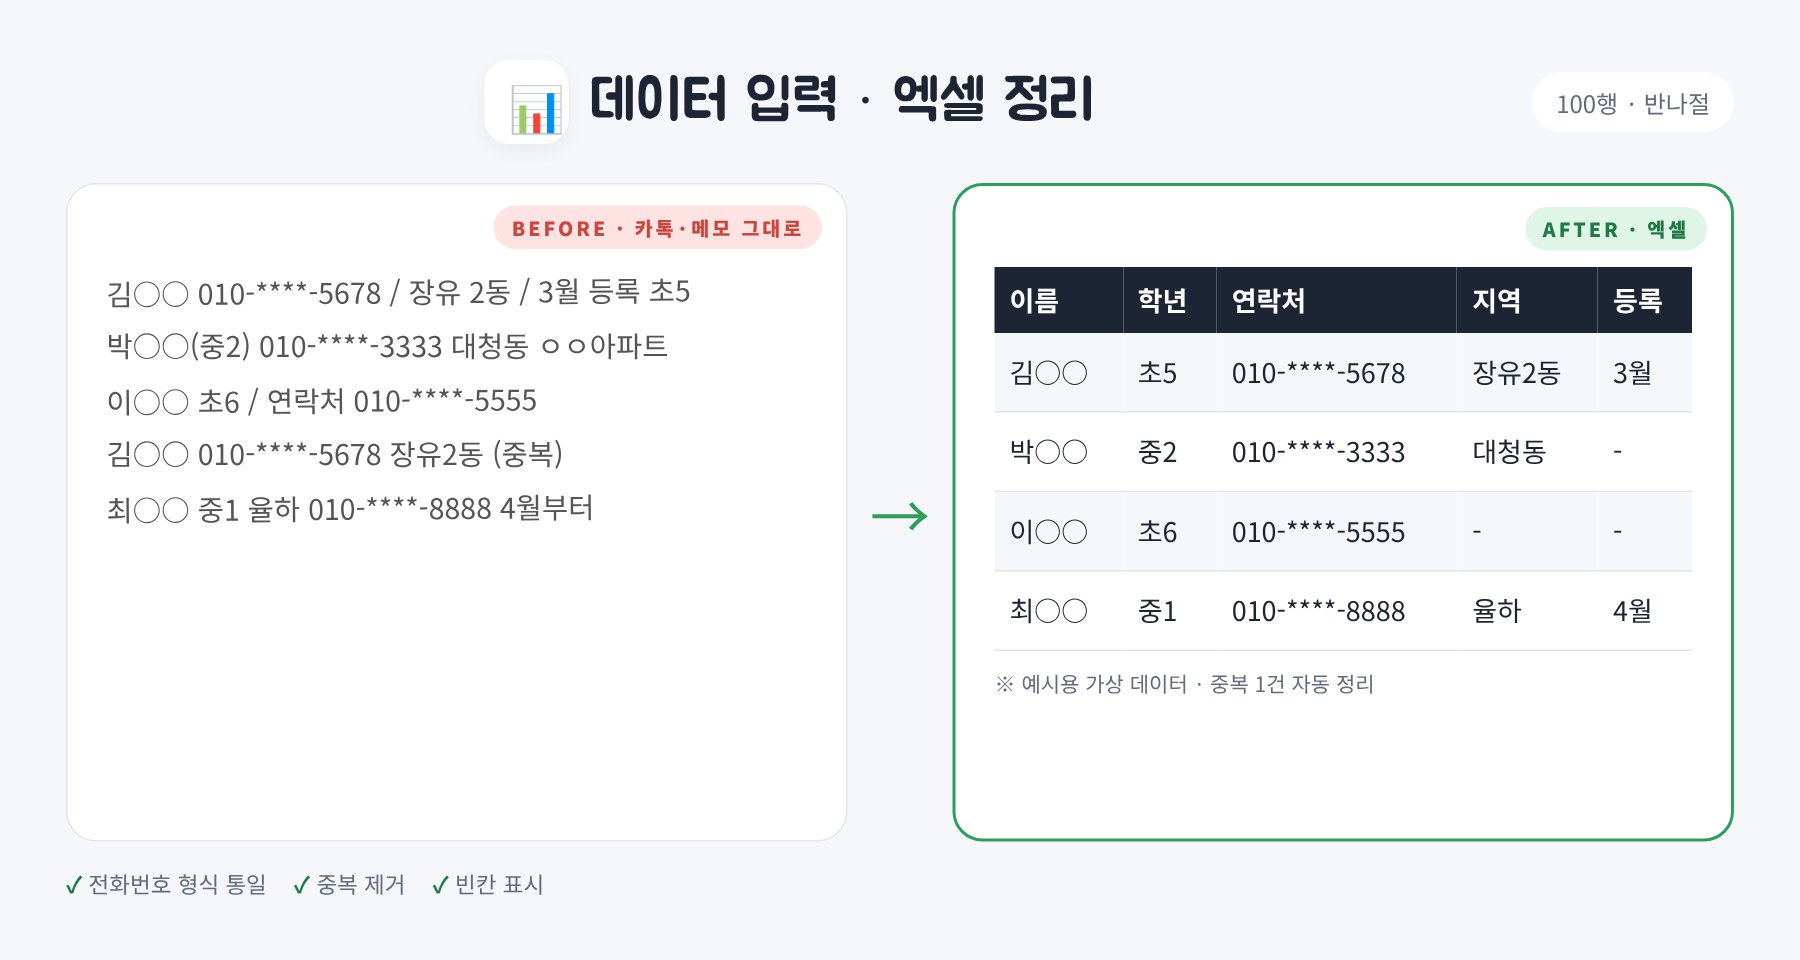 데이터 입력 · 엑셀 정리
100행 · 반나절
BEFORE · 카톡·메모 그대로
김○○ 010-****-5678 / 장유 2동 / 3월 등록 초5
박○○(중2) 010-****-3333 대청동 ㅇㅇ아파트
이○○ 초6 / 연락처 010-****-5555
김○○ 010-****-5678 장유2동 (중복)
최○○ 중1 율하 010-****-8888 4월부터
→
AFTER · 엑셀
이름 학년 연락처 지역 등록
김○○ 초5 010-****-5678 장유2동 3월
박○○ 중2 010-****-3333 대청동 -
이○○ 초6 010-****-5555 - -
최○○ 중1 010-****-8888 율하 4월
※ 예시용 가상 데이터 · 중복 1건 자동 정리
✓ 전화번호 형식 통일 ✓ 중복 제거 ✓ 빈칸 표시